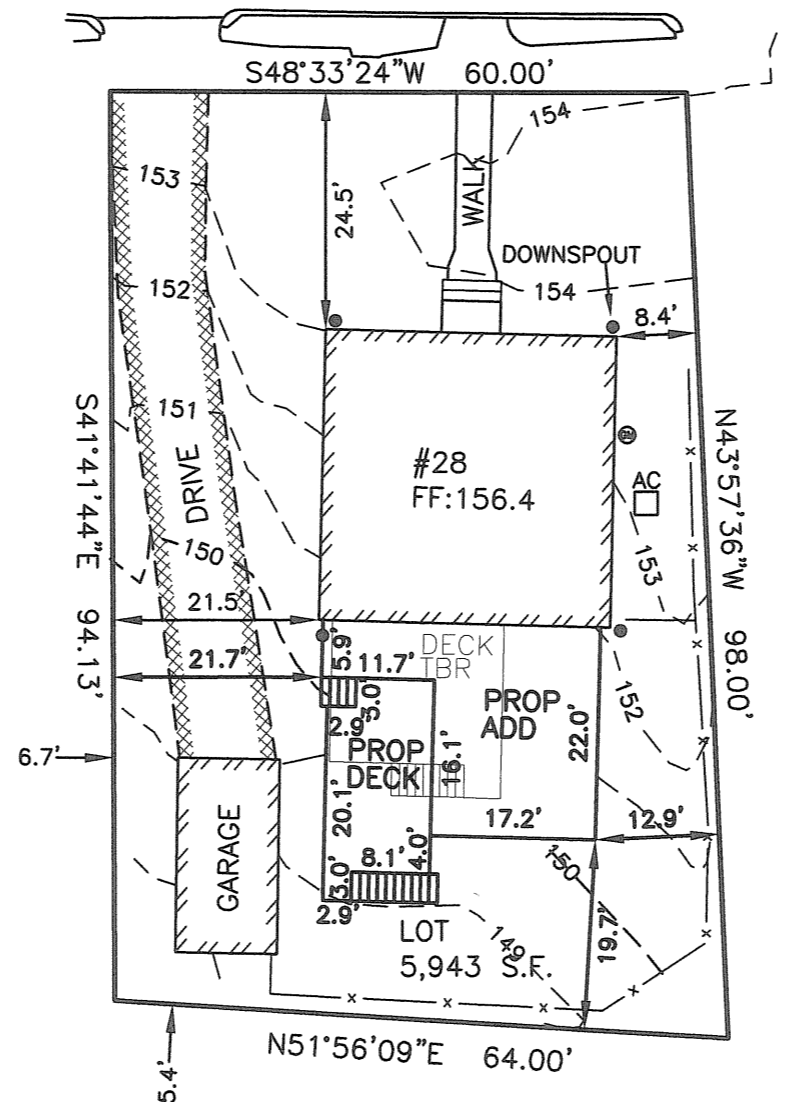 S48°33'24"W 60.00'
154
153
WALK
24.5'
DOWNSPOUT
152
154
8.4'
151
S41°41'44"E 94.13'
DRIVE
#28
FF:156.4
AC
N43°57'36"W 98.00'
150
153
21.5'
5.9'
DECK
TBR
21.7'
11.7'
3.0'
2.9'
PROP
ADD
152
22.0'
PROP
DECK
16.1'
6.7'
20.1'
17.2'
12.9'
GARAGE
8.1'
4.0'
3.0'
2.9'
150
LOT
5,943 S.F.
149
19.7'
N51°56'09"E 64.00'
5.4'